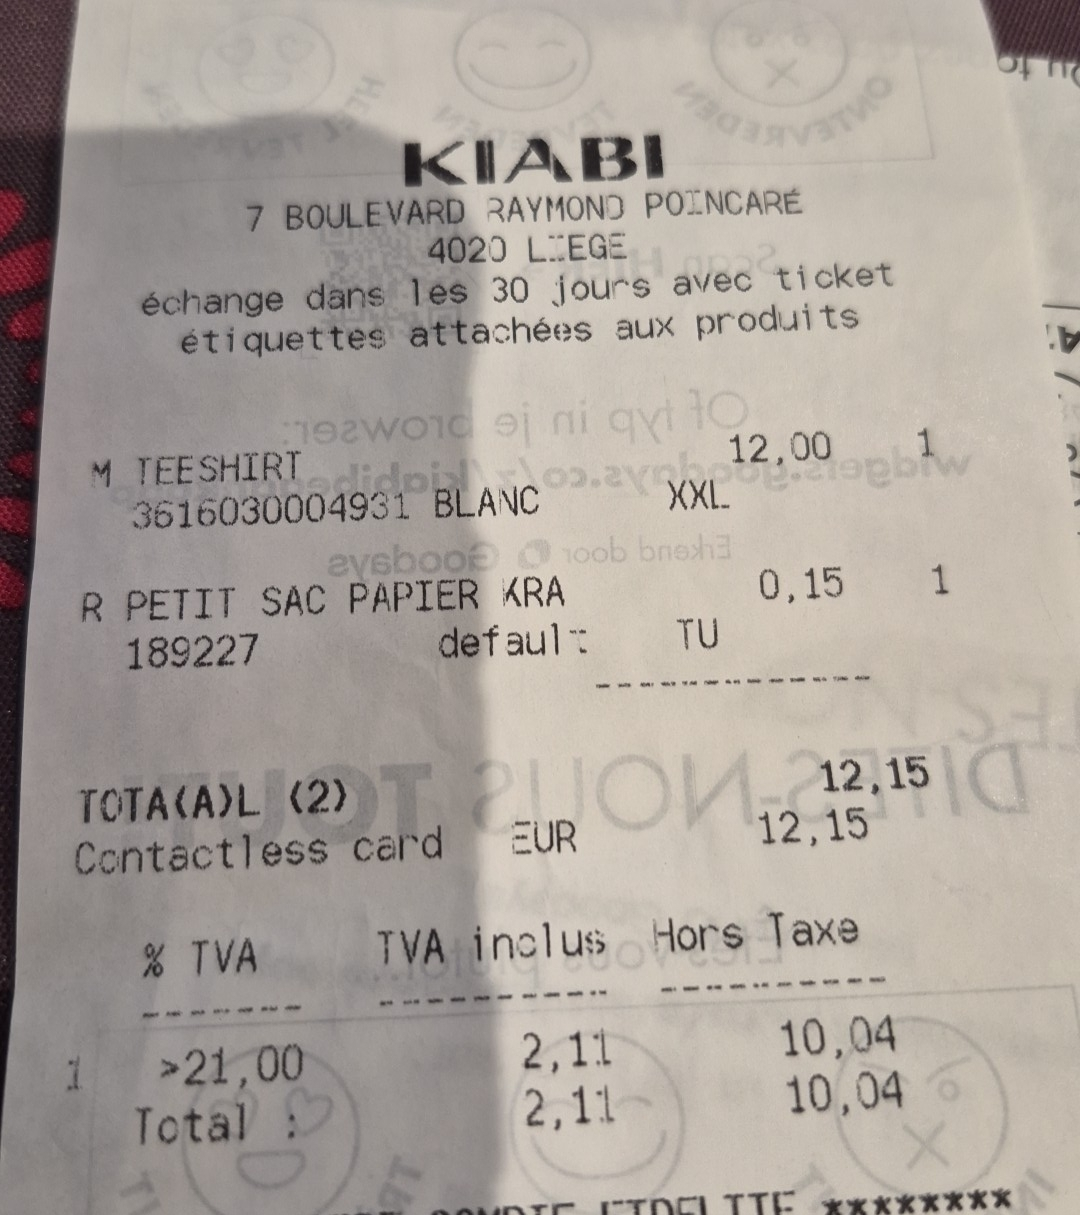 KIABI
7 BOULEVARD RAYMOND POINCARÉ
4020 LIEGE
échange dans les 30 jours avec ticket
étiquettes attachées aux produits
M TEESHIRT 12,00 1
3616030004931 BLANC XXL
R PETIT SAC PAPIER KRA 0,15 1
189227 default TU
-------------
TOTA(A)L (2) 12,15
Contactless card EUR 12,15
% TVA TVA inclus Hors Taxe
------- ---------- ----------
1 >21,00 2,11 10,04
Total : 2,11 10,04
FIDELITE ********